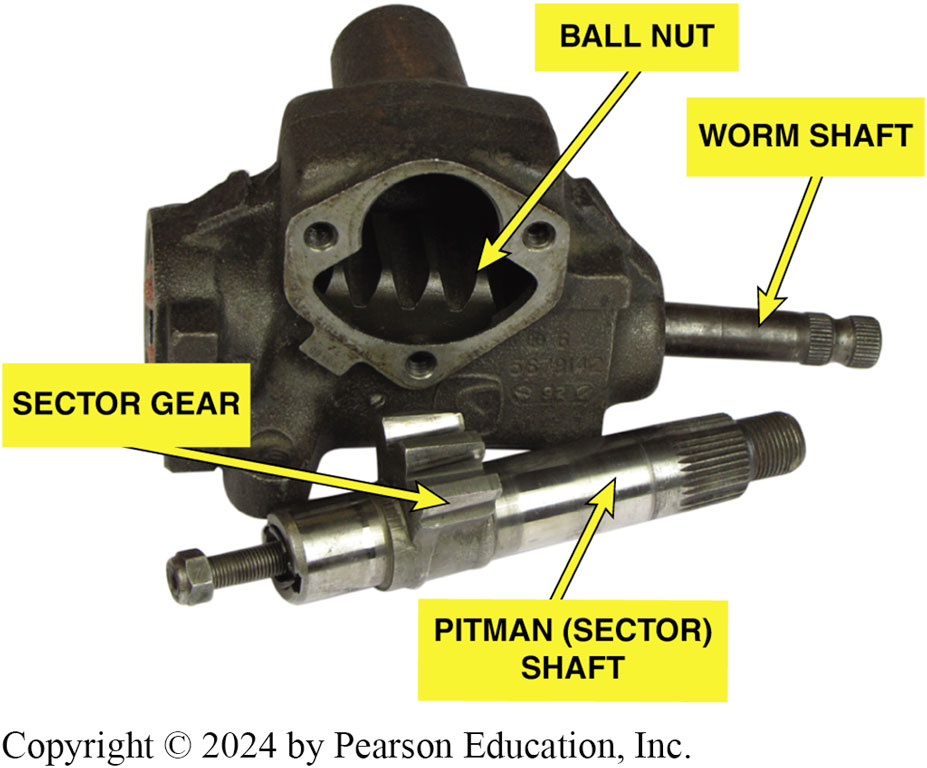 BALL NUT
WORM SHAFT
SECTOR GEAR
PITMAN (SECTOR)
SHAFT
Copyright © 2024 by Pearson Education, Inc.